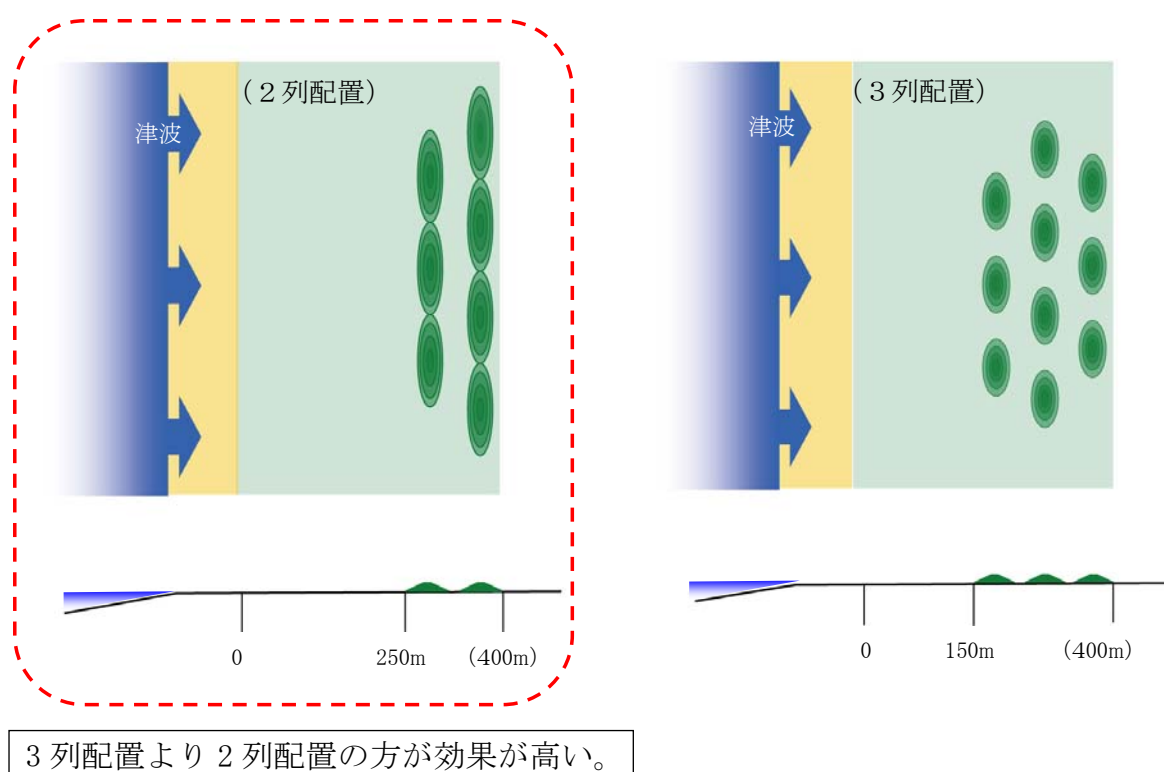 (２列配置)
津波
0
250m
(400m)
(３列配置)
津波
0
150m
(400m)
３列配置より２列配置の方が効果が高い。